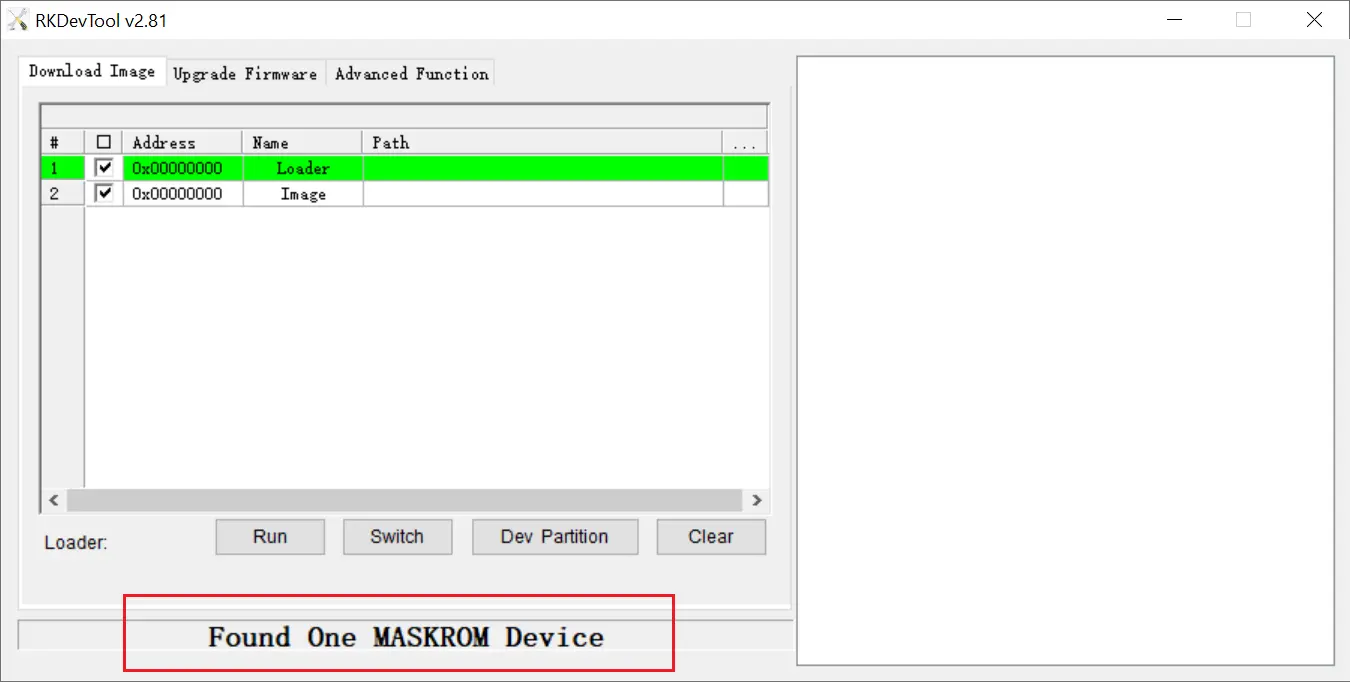 RKDevTool v2.81
Download Image Upgrade Firmware Advanced Function
# Address Name Path ...
1 0x00000000 Loader
2 0x00000000 Image
Loader: Run Switch Dev Partition Clear
Found One MASKROM Device